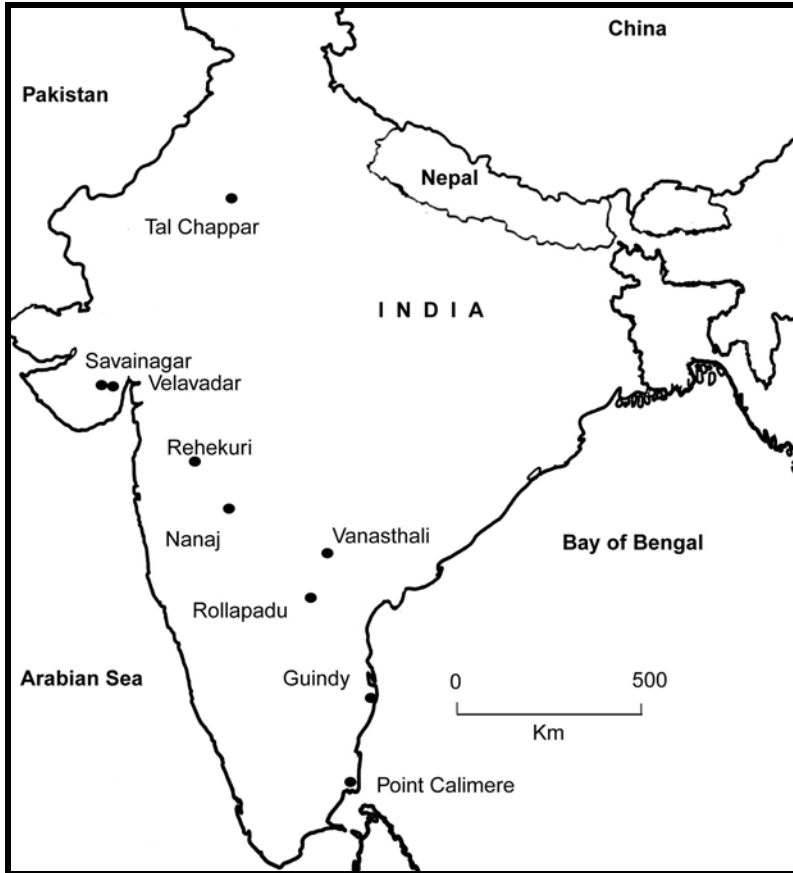 China
Pakistan
Nepal
Tal Chappar
I N D I A
Savainagar
Velavadar
Rehekuri
Nanaj
Vanasthali
Bay of Bengal
Rollapadu
Arabian Sea
Guindy
0 500
Km
Point Calimere